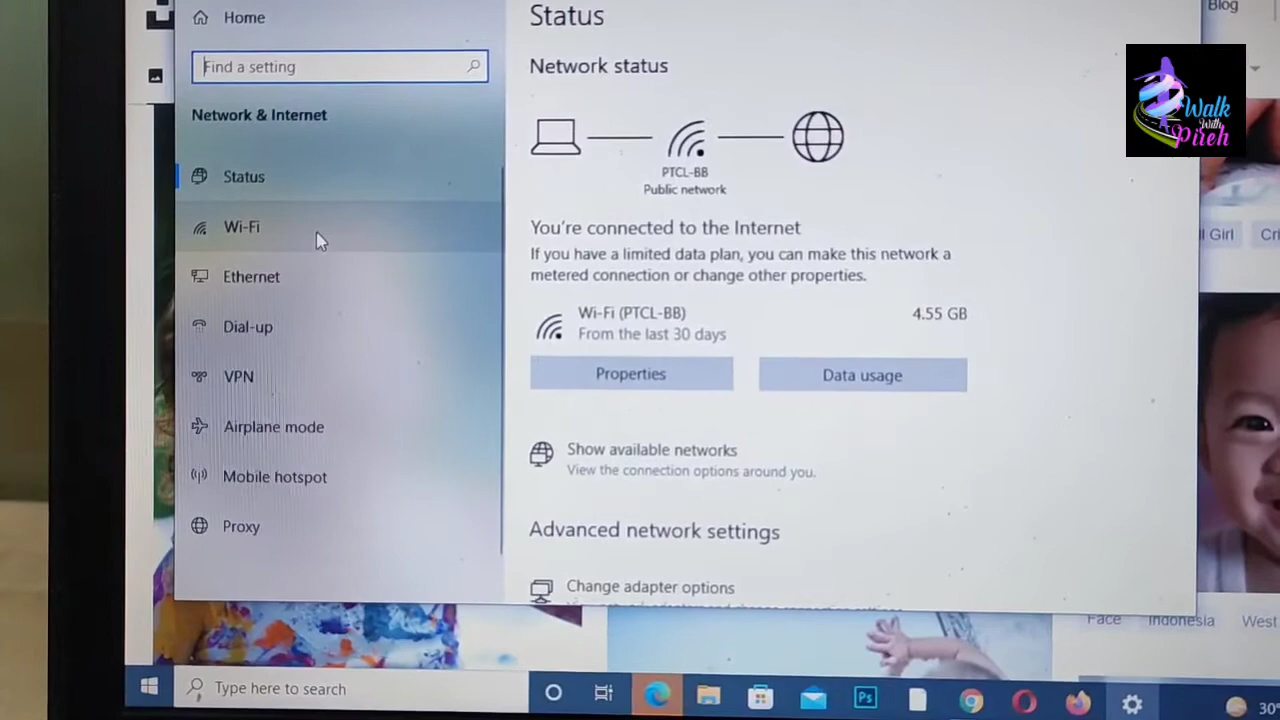 Home
Find a setting
Network & Internet
Status
Wi-Fi
Ethernet
Dial-up
VPN
Airplane mode
Mobile hotspot
Proxy
Status
Network status
PTCL-BB
Public network
You're connected to the Internet
If you have a limited data plan, you can make this network a
metered connection or change other properties.
Wi-Fi (PTCL-BB)
4.55 GB
From the last 30 days
Properties
Data usage
Show available networks
View the connection options around you.
Advanced network settings
Change adapter options
Blog
Walk
With
Pireh
Girl
Face
Indonesia
West
Type here to search
Ps
30°